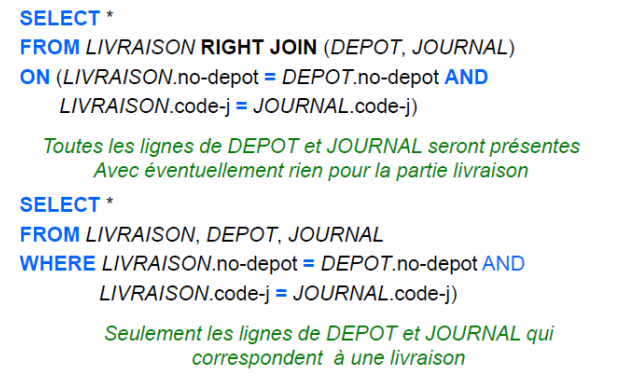 SELECT *
FROM LIVRAISON RIGHT JOIN (DEPOT, JOURNAL)
ON (LIVRAISON.no-depot = DEPOT.no-depot AND
LIVRAISON.code-j = JOURNAL.code-j)
Toutes les lignes de DEPOT et JOURNAL seront présentes
Avec éventuellement rien pour la partie livraison
SELECT *
FROM LIVRAISON, DEPOT, JOURNAL
WHERE LIVRAISON.no-depot = DEPOT.no-depot AND
LIVRAISON.code-j = JOURNAL.code-j)
Seulement les lignes de DEPOT et JOURNAL qui
correspondent à une livraison